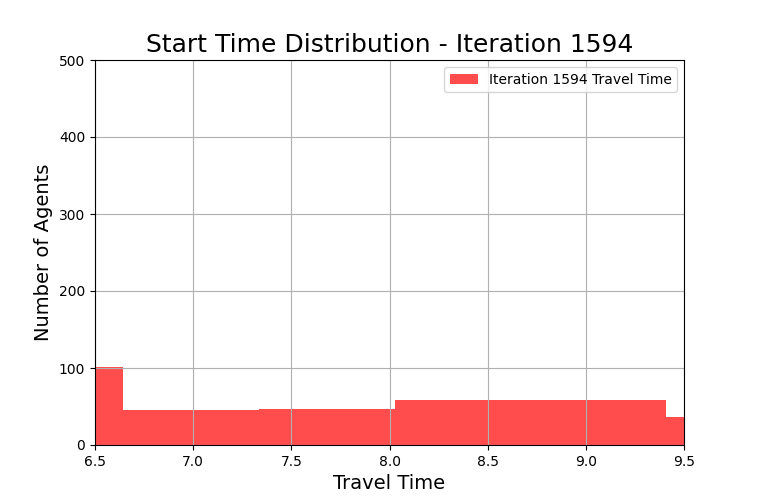 Start Time Distribution - Iteration 1594
Iteration 1594 Travel Time
Number of Agents
500
400
300
200
100
0
6.5 7.0 7.5 8.0 8.5 9.0 9.5
Travel Time